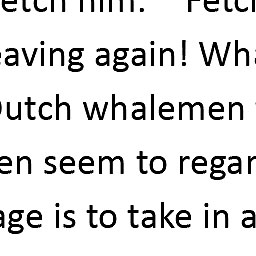 etch him." "Fetch
eaving again! Wha
Dutch whalemen
en seem to regar
age is to take in a